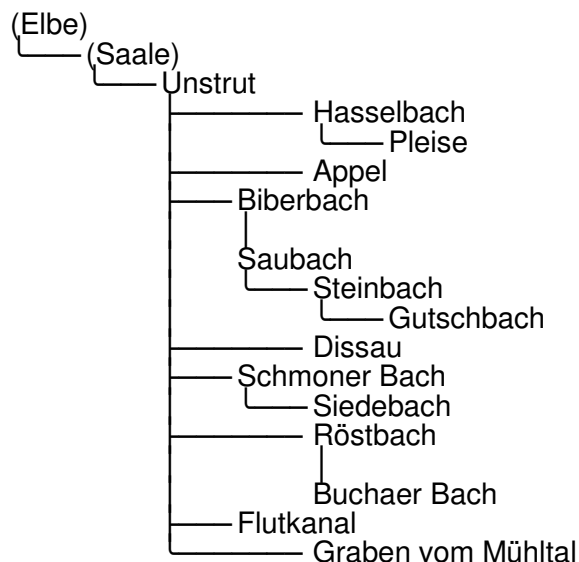 (Elbe)
(Saale)
Unstrut
Hasselbach
Pleise
Appel
Biberbach
Saubach
Steinbach
Gutschbach
Dissau
Schmoner Bach
Siedebach
Röstbach
Buchaer Bach
Flutkanal
Graben vom Mühltal